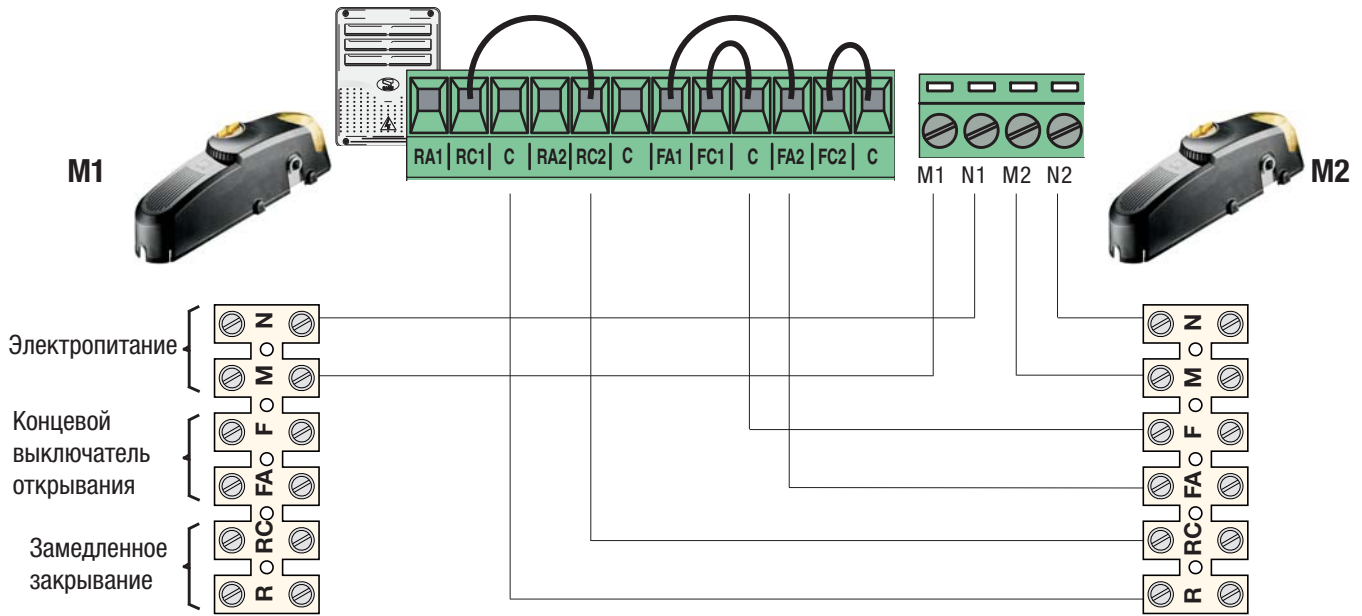 RA1 RC1 C RA2 RC2 C FA1 FC1 C FA2 FC2 C
M1 N1 M2 N2
M1
M2
Электропитание
Концевой
выключатель
открывания
Замедленное
закрывание
N
M
F
FA
RC
R
N
M
F
FA
RC
R